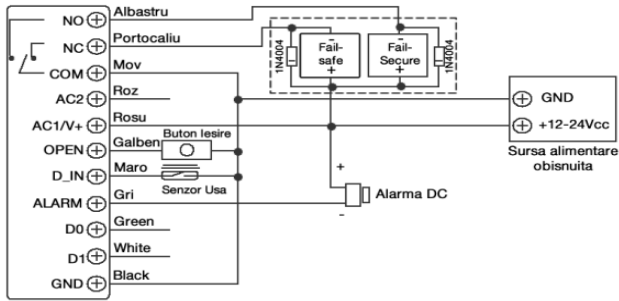 NO Albastru
NC Portocaliu
COM Mov
AC2 Roz
AC1/V+ Rosu
OPEN Galben
D_IN Maro
ALARM Gri
D0 Green
D1 White
GND Black
Buton Iesire
Senzor Usa
1N4004
-
Fail-
safe
+
-
Fail-
Secure
+
1N4004
GND
+12-24Vcc
Sursa alimentare
obisnuita
+
Alarma DC
-